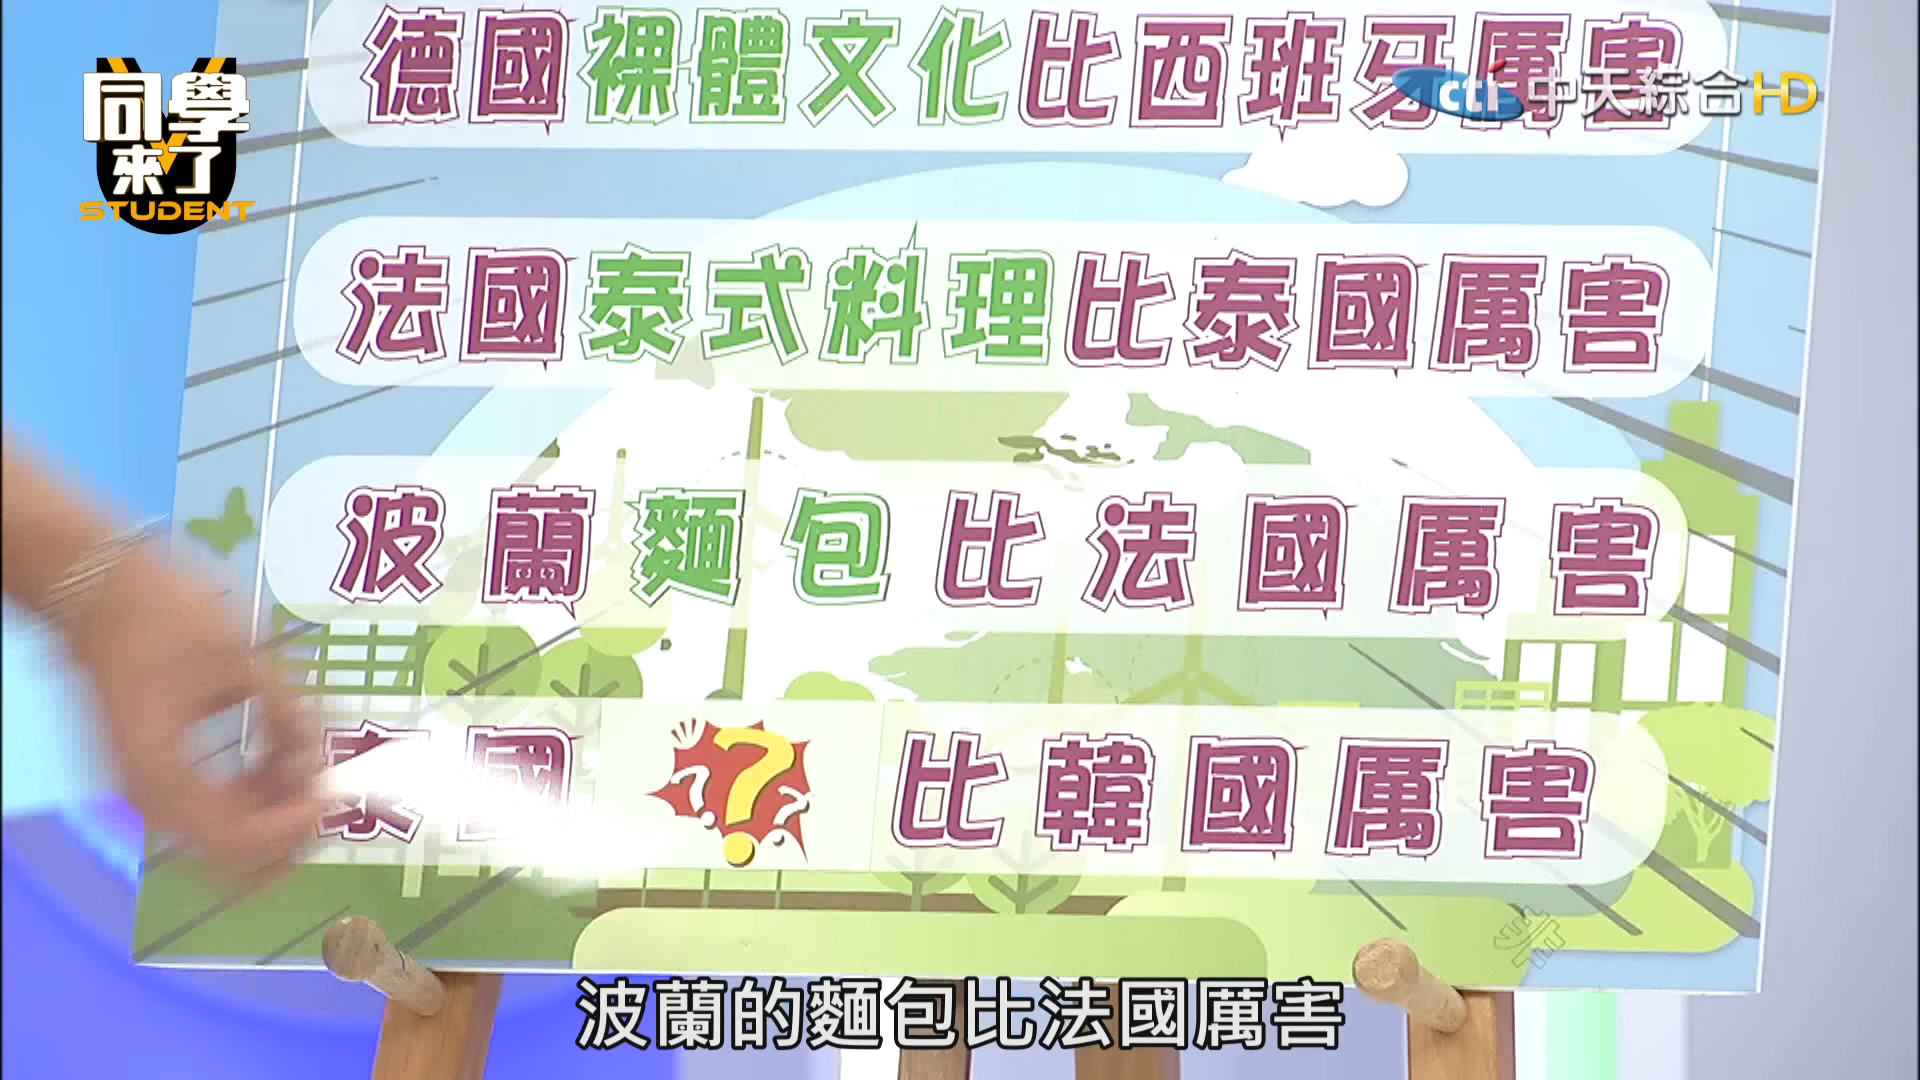 德國裸體文化比西班牙厲害
同學
來了
STUDENT
cti 中天綜合HD
法國泰式料理比泰國厲害
波蘭麵包比法國厲害
泰國?比韓國厲害
波蘭的麵包比法國厲害